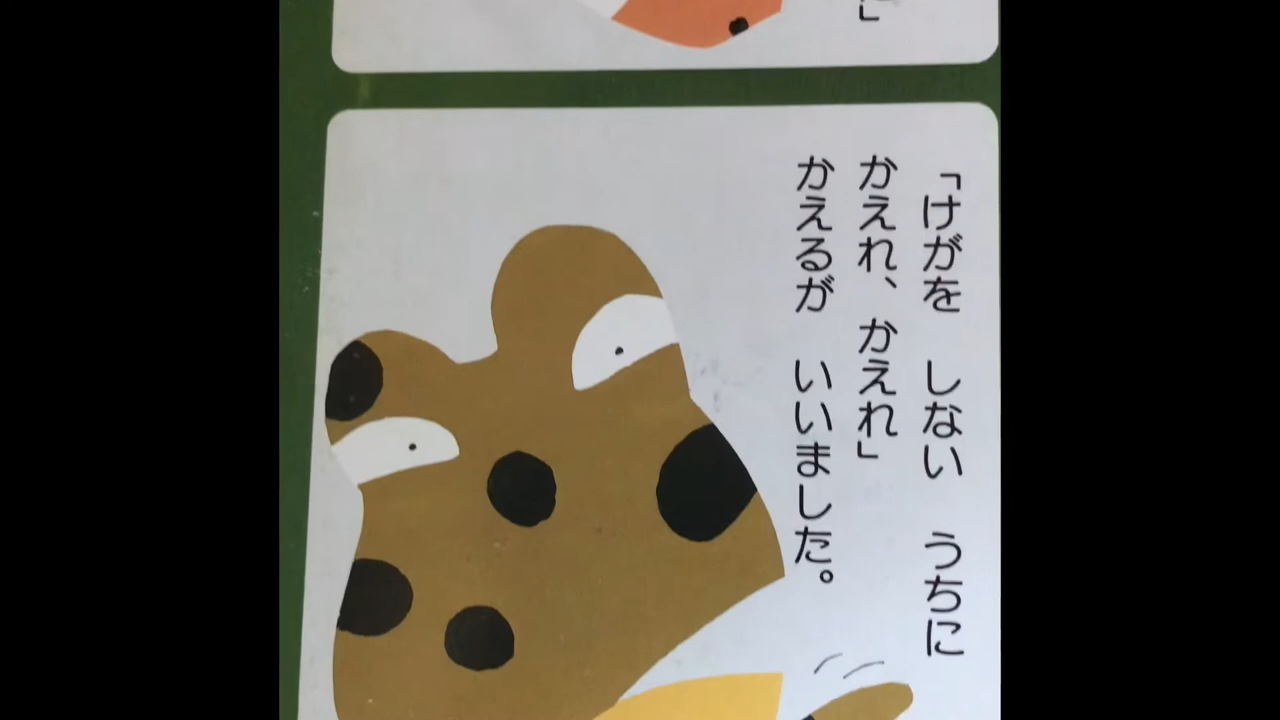 「けがを　しない　うちに
かえれ、かえれ」
かえるが　いいました。